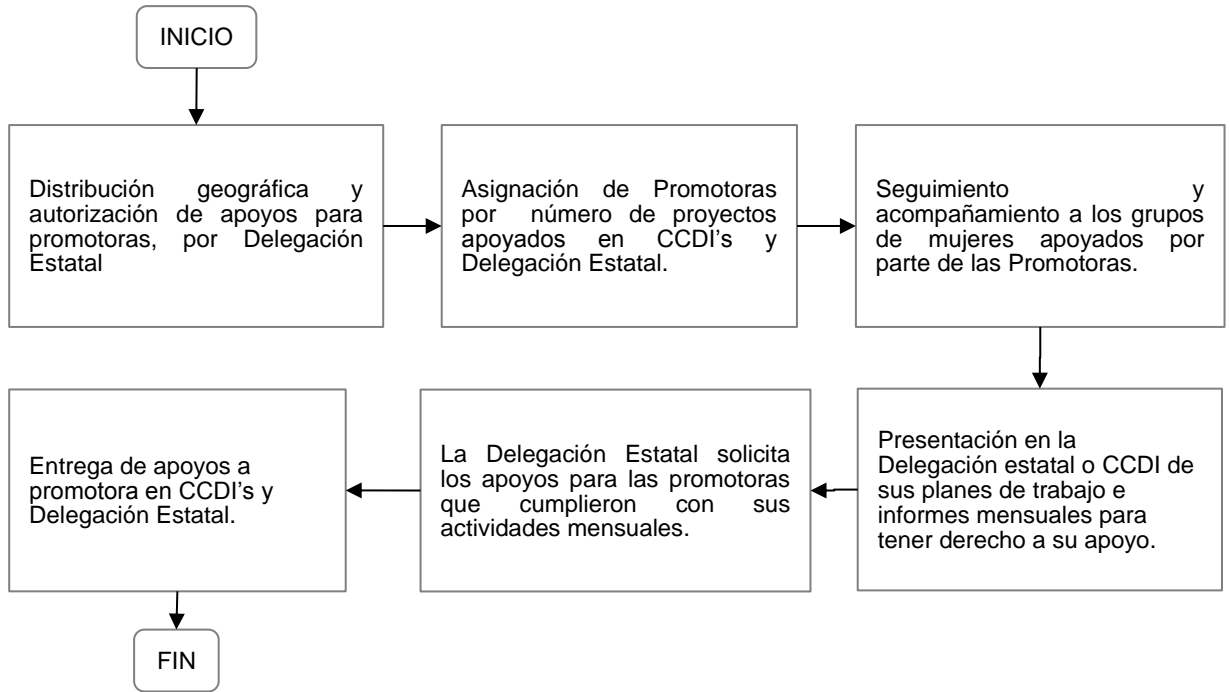 INICIO
Distribución geográfica y
autorización de apoyos para
promotoras, por Delegación
Estatal
Asignación de Promotoras
por número de proyectos
apoyados en CCDI's y
Delegación Estatal.
Seguimiento y
acompañamiento a los grupos
de mujeres apoyados por
parte de las Promotoras.
Presentación en la
Delegación estatal o CCDI de
sus planes de trabajo e
informes mensuales para
tener derecho a su apoyo.
La Delegación Estatal solicita
los apoyos para las promotoras
que cumplieron con sus
actividades mensuales.
Entrega de apoyos a
promotora en CCDI's y
Delegación Estatal.
FIN